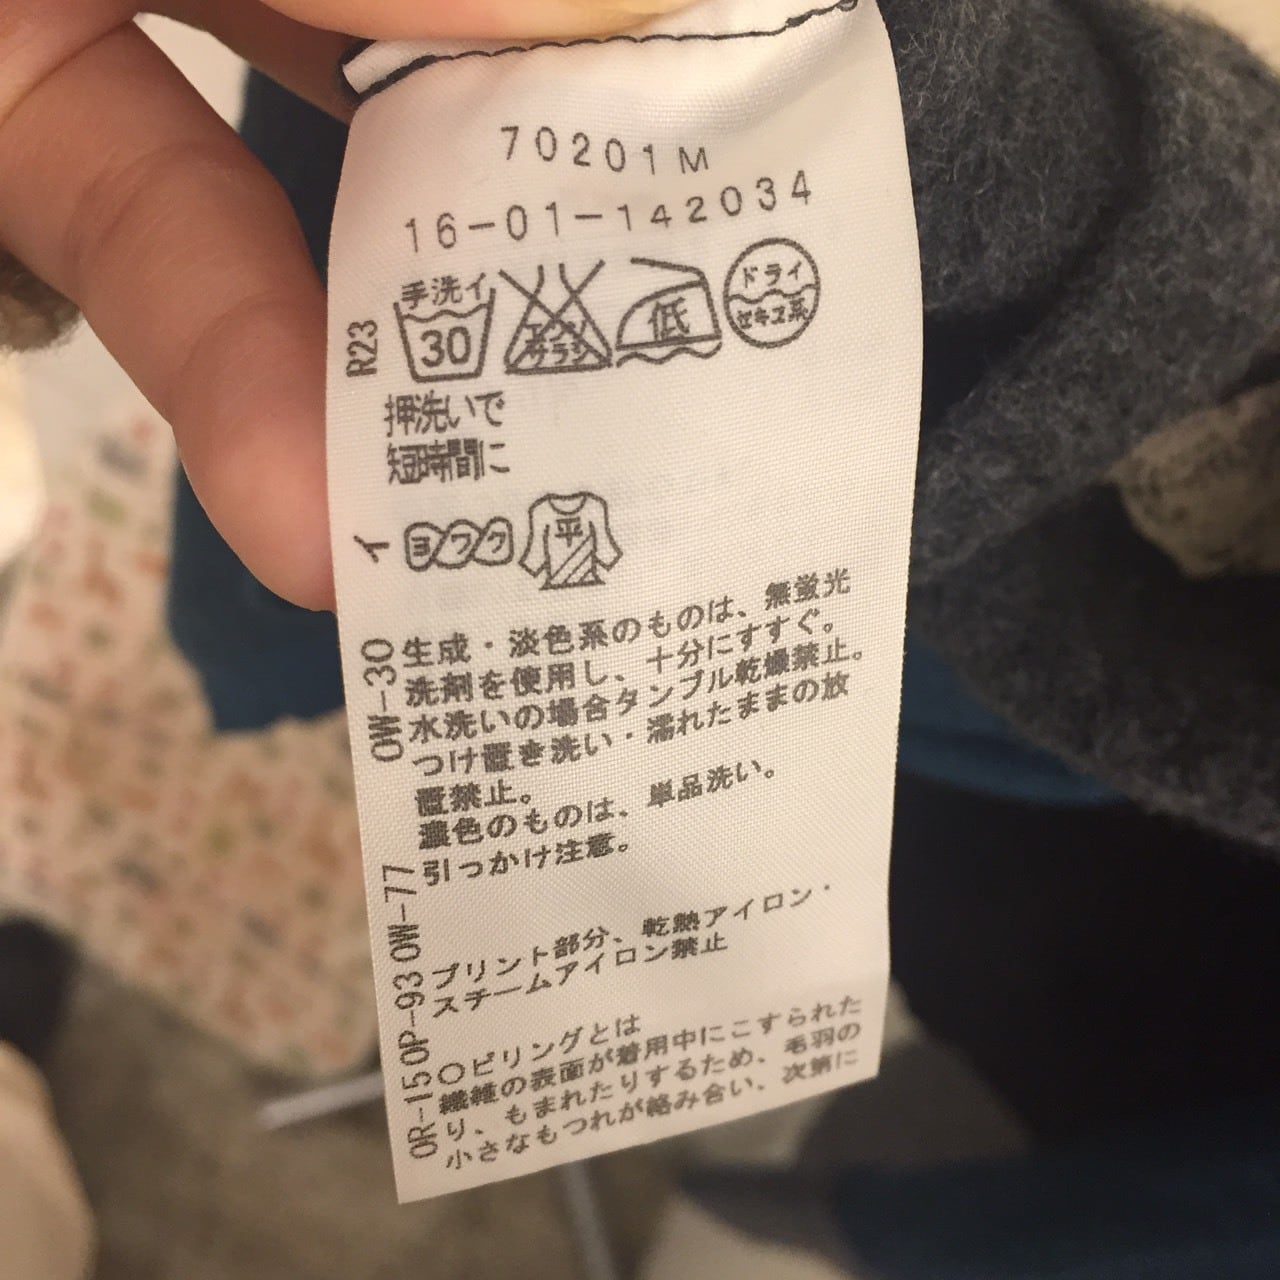 70201M
16-01-142034
R23
手洗イ
30
エンソ
サラシ
低
ドライ
セキユ系
押洗いで
短時間に
イ
ヨワク
平
OW-30
生成・淡色系のものは、無蛍光
洗剤を使用し、十分にすすぐ。
水洗いの場合タンブル乾燥禁止。
つけ置き洗い・濡れたままの放
置禁止。
濃色のものは、単品洗い。
OW-77
引っかけ注意。
OP-93
プリント部分、乾熱アイロン・
スチームアイロン禁止
OR-15
〇ピリングとは
繊維の表面が着用中にこすられた
り、もまれたりするため、毛羽の
小さなもつれが絡み合い、次第に